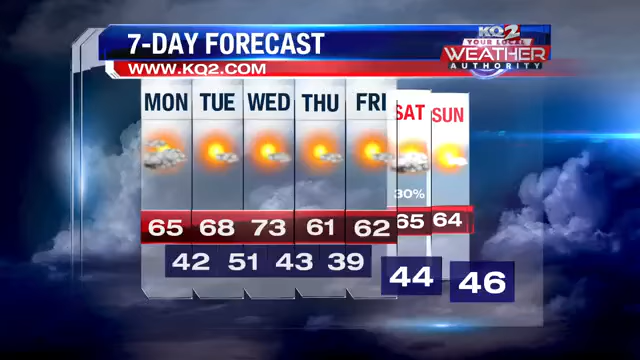 7-DAY FORECAST
KQ2
YOUR LOCAL
WEATHER
AUTHORITY
WWW.KQ2.COM
MON TUE WED THU FRI SAT SUN
30%
65 68 73 61 62 65 64
42 51 43 39 44 46